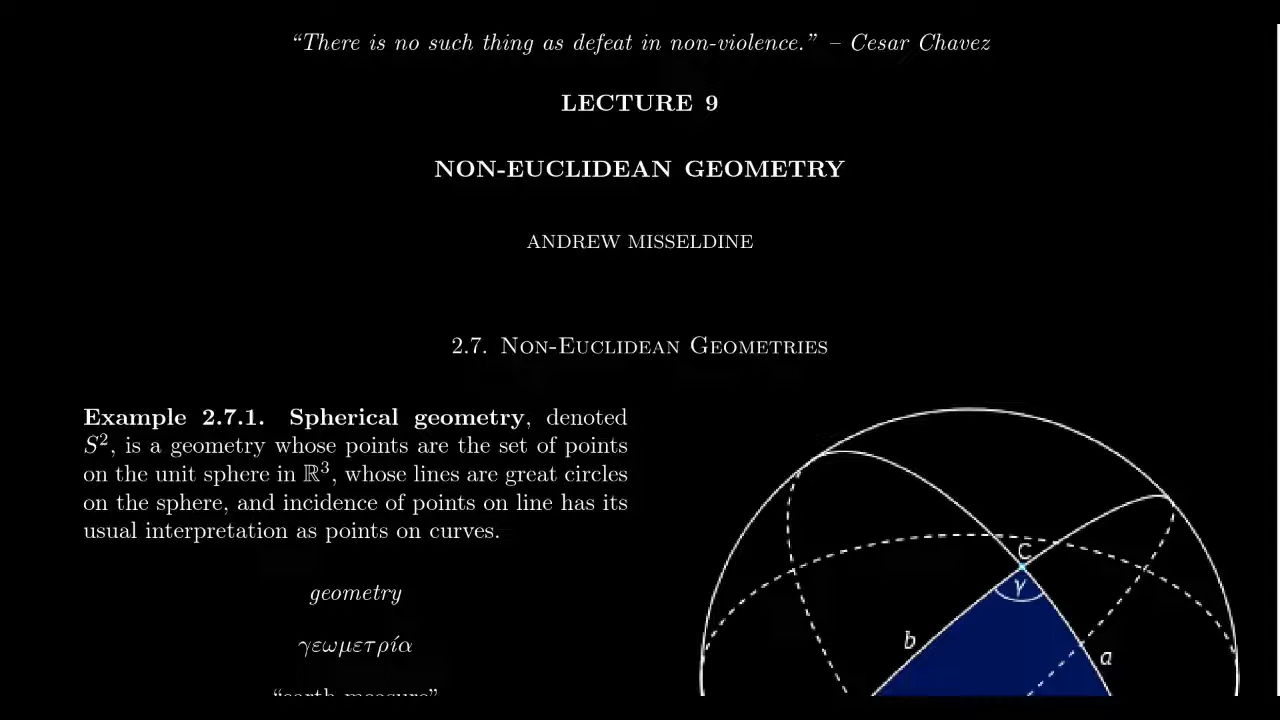 “There is no such thing as defeat in non-violence.” – Cesar Chavez
LECTURE 9
NON-EUCLIDEAN GEOMETRY
ANDREW MISSELDINE
2.7. Non-Euclidean Geometries
Example 2.7.1. Spherical geometry, denoted
S², is a geometry whose points are the set of points
on the unit sphere in ℝ³, whose lines are great circles
on the sphere, and incidence of points on line has its
usual interpretation as points on curves.
geometry
γεωμετρία
“earth measure”
C
γ
b
a